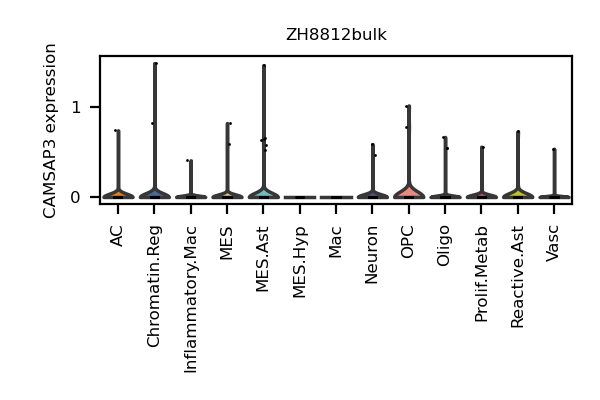 ZH8812bulk
CAMSAP3 expression
1
0
AC
Chromatin.Reg
Inflammatory.Mac
MES
MES.Ast
MES.Hyp
Mac
Neuron
OPC
Oligo
Prolif.Metab
Reactive.Ast
Vasc